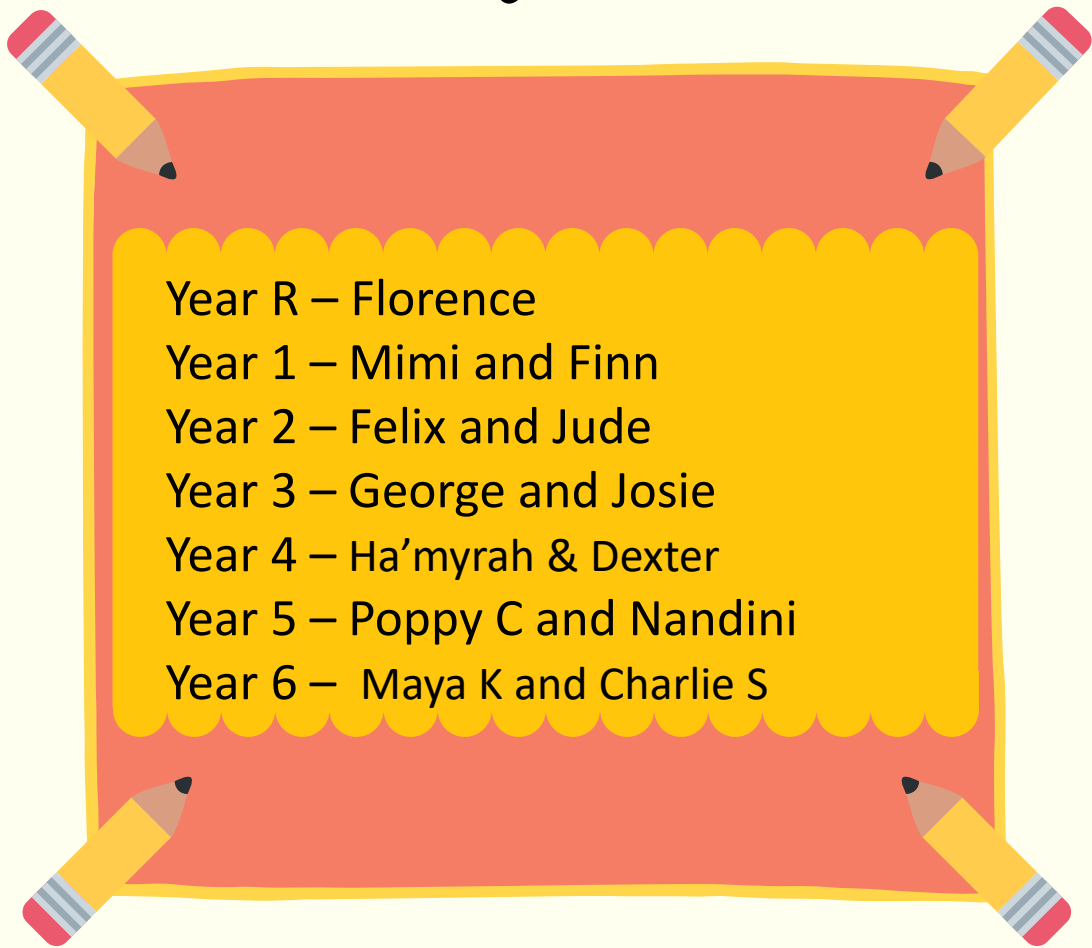 Year R – Florence
Year 1 – Mimi and Finn
Year 2 – Felix and Jude
Year 3 – George and Josie
Year 4 – Ha’myrah & Dexter
Year 5 – Poppy C and Nandini
Year 6 – Maya K and Charlie S